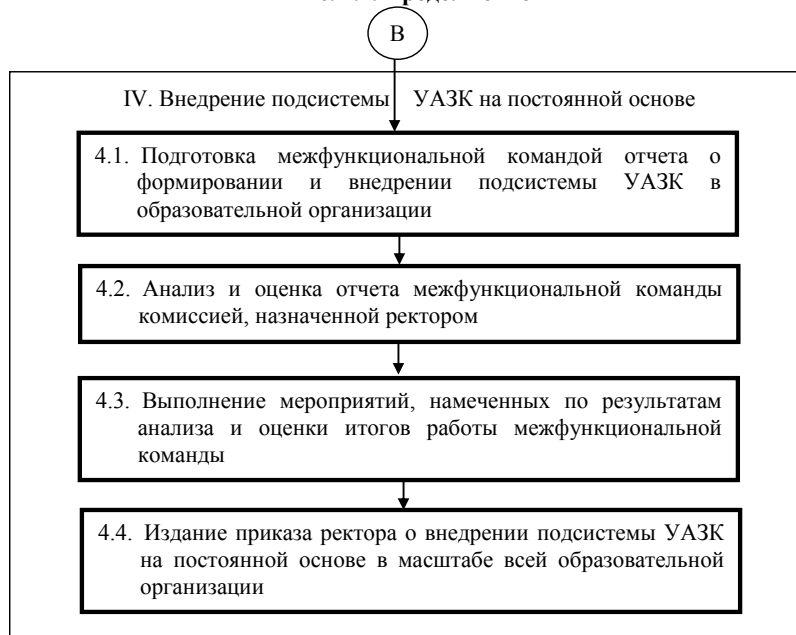 В
IV. Внедрение подсистемы УАЗК на постоянной основе
4.1. Подготовка межфункциональной командой отчета о
формировании и внедрении подсистемы УАЗК в
образовательной организации
4.2. Анализ и оценка отчета межфункциональной команды
комиссией, назначенной ректором
4.3. Выполнение мероприятий, намеченных по результатам
анализа и оценки итогов работы межфункциональной
команды
4.4. Издание приказа ректора о внедрении подсистемы УАЗК
на постоянной основе в масштабе всей образовательной
организации